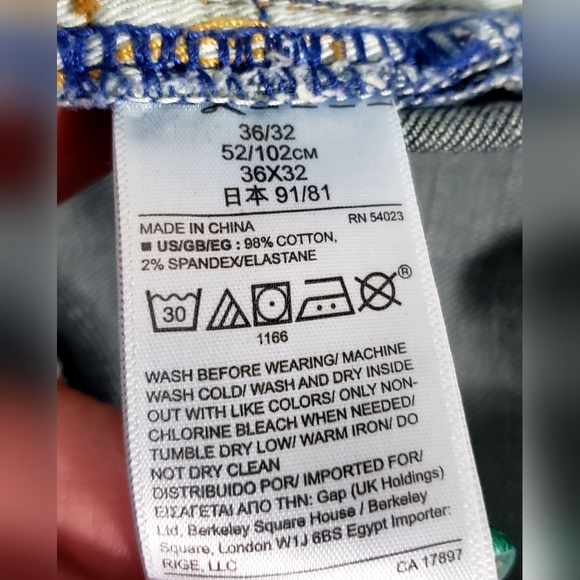 36/32
52/102CM
36X32
日本 91/81
MADE IN CHINA RN 54023
■ US/GB/EG : 98% COTTON,
2% SPANDEX/ELASTANE
30 ®
1166
WASH BEFORE WEARING/ MACHINE
WASH COLD/ WASH AND DRY INSIDE
OUT WITH LIKE COLORS/ ONLY NON-
CHLORINE BLEACH WHEN NEEDED/
TUMBLE DRY LOW/ WARM IRON/ DO
NOT DRY CLEAN
DISTRIBUIDO POR/ IMPORTED FOR/
ΕΙΣΑΓΕΤΑΙ ΑΠΟ ΤΗΝ: Gap (UK Holdings)
Ltd, Berkeley Square House / Berkeley
Square, London W1J 6BS Egypt Importer:
RIGE, LLC CA 17897